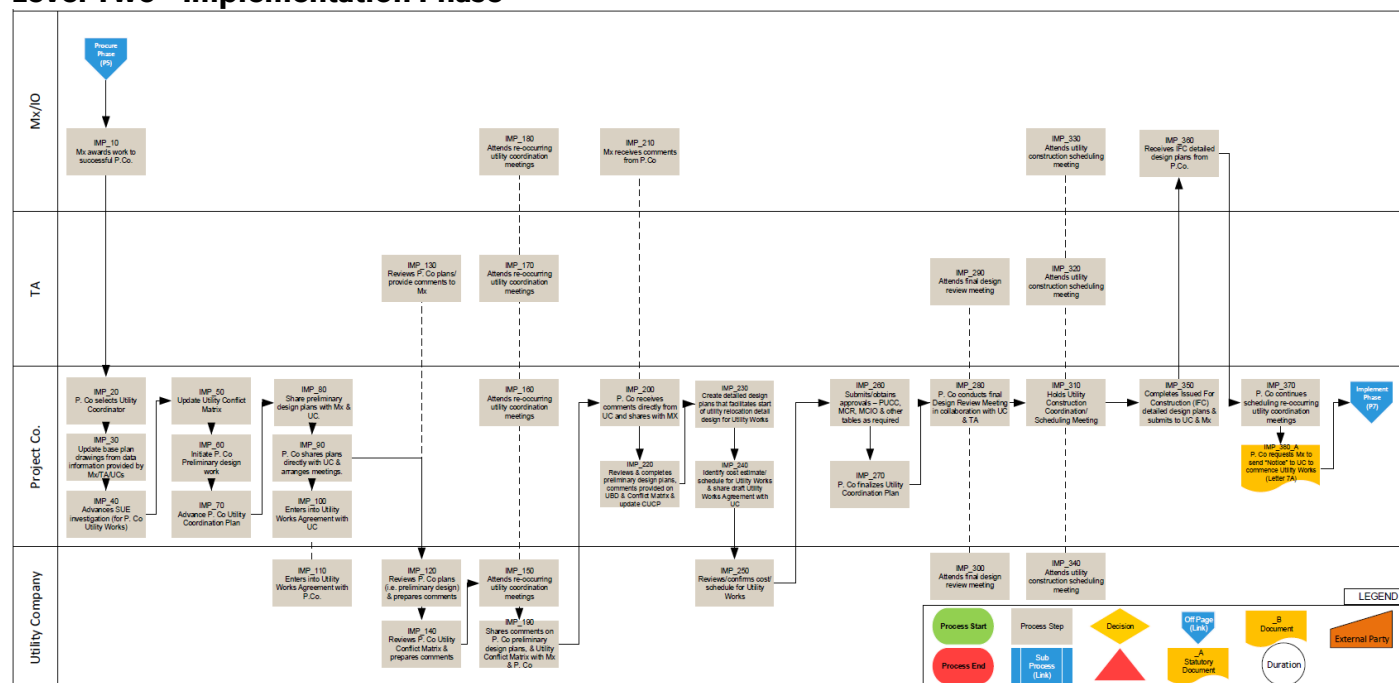 Level Two - Implementation Phase
Mx/IO
Procure
Phase
(P5)
IMP_10
Mx awards work to
successful P.Co.
IMP_180
Attends re-occurring
utility coordination
meetings
IMP_210
Mx receives comments
from P.Co
IMP_330
Attends utility
construction scheduling
meeting
IMP_360
Receives IFC detailed
design plans from
P.Co.
TA
IMP_130
Reviews P. Co plans/
provide comments to
Mx
IMP_170
Attends re-occurring
utility coordination
meetings
IMP_290
Attends final design
review meeting
IMP_320
Attends utility
construction scheduling
meeting
Project Co.
IMP_20
P. Co selects Utility
Coordinator
IMP_30
Update base plan
drawings from data
information provided by
Mx/TA/UCs
IMP_40
Advances SUE
investigation (for P. Co
Utility Works)
IMP_50
Update Utility Conflict
Matrix
IMP_60
Initiate P. Co
Preliminary design
work
IMP_70
Advance P. Co Utility
Coordination Plan
IMP_80
Share preliminary
design plans with Mx &
UC.
IMP_90
P. Co shares plans
directly with UC &
arranges meetings.
IMP_100
Enters into Utility
Works Agreement with
UC
IMP_160
Attends re-occurring
utility coordination
meetings
IMP_200
P. Co receives
comments directly from
UC and shares with MX
IMP_220
Reviews & completes
preliminary design plans,
comments provided on
UBD & Conflict Matrix &
update CUCP
IMP_230
Create detailed design
plans that facilitates start
of utility relocation detail
design for Utility Works
IMP_240
Identify cost estimate/
schedule for Utility Works
& share draft Utility
Works Agreement with
UC
IMP_260
Submits/obtains
approvals – PUCC,
MCR, MCIO & other
tables as required
IMP_270
P. Co finalizes Utility
Coordination Plan
IMP_280
P. Co conducts final
Design Review Meeting
in collaboration with UC
& TA
IMP_310
Holds Utility
Construction
Coordination/
Scheduling Meeting
IMP_350
Completes Issued For
Construction (IFC)
detailed design plans &
submits to UC & Mx
IMP_370
P. Co continues
scheduling re-occurring
utility coordination
meetings
IMP_380_A
P. Co requests Mx to
send "Notice" to UC to
commence Utility Works
(Letter 7A)
Implement
Phase
(P7)
Utility Company
IMP_110
Enters into Utility
Works Agreement with
P.Co.
IMP_120
Reviews P. Co plans
(i.e. preliminary design)
& prepares comments
IMP_140
Reviews P. Co Utility
Conflict Matrix &
prepares comments
IMP_150
Attends re-occurring
utility coordination
meetings
IMP_190
Shares comments on
P. Co preliminary
design plans, & Utility
Conflict Matrix with Mx
& P. Co
IMP_250
Reviews/confirms cost/
schedule for Utility
Works
IMP_300
Attends final design
review meeting
IMP_340
Attends utility
construction scheduling
meeting
LEGEND
Process Start
Process Step
Decision
Off Page
(Link)
_B
Document
External Party
Process End
Sub
Process
(Link)
_A
Statutory
Document
Duration